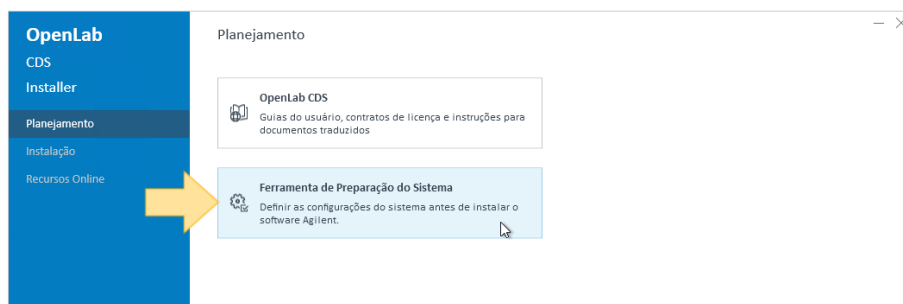 OpenLab
CDS
Installer
Planejamento
Instalação
Recursos Online
Planejamento
OpenLab CDS
Guias do usuário, contratos de licença e instruções para
documentos traduzidos
Ferramenta de Preparação do Sistema
Definir as configurações do sistema antes de instalar o
software Agilent.